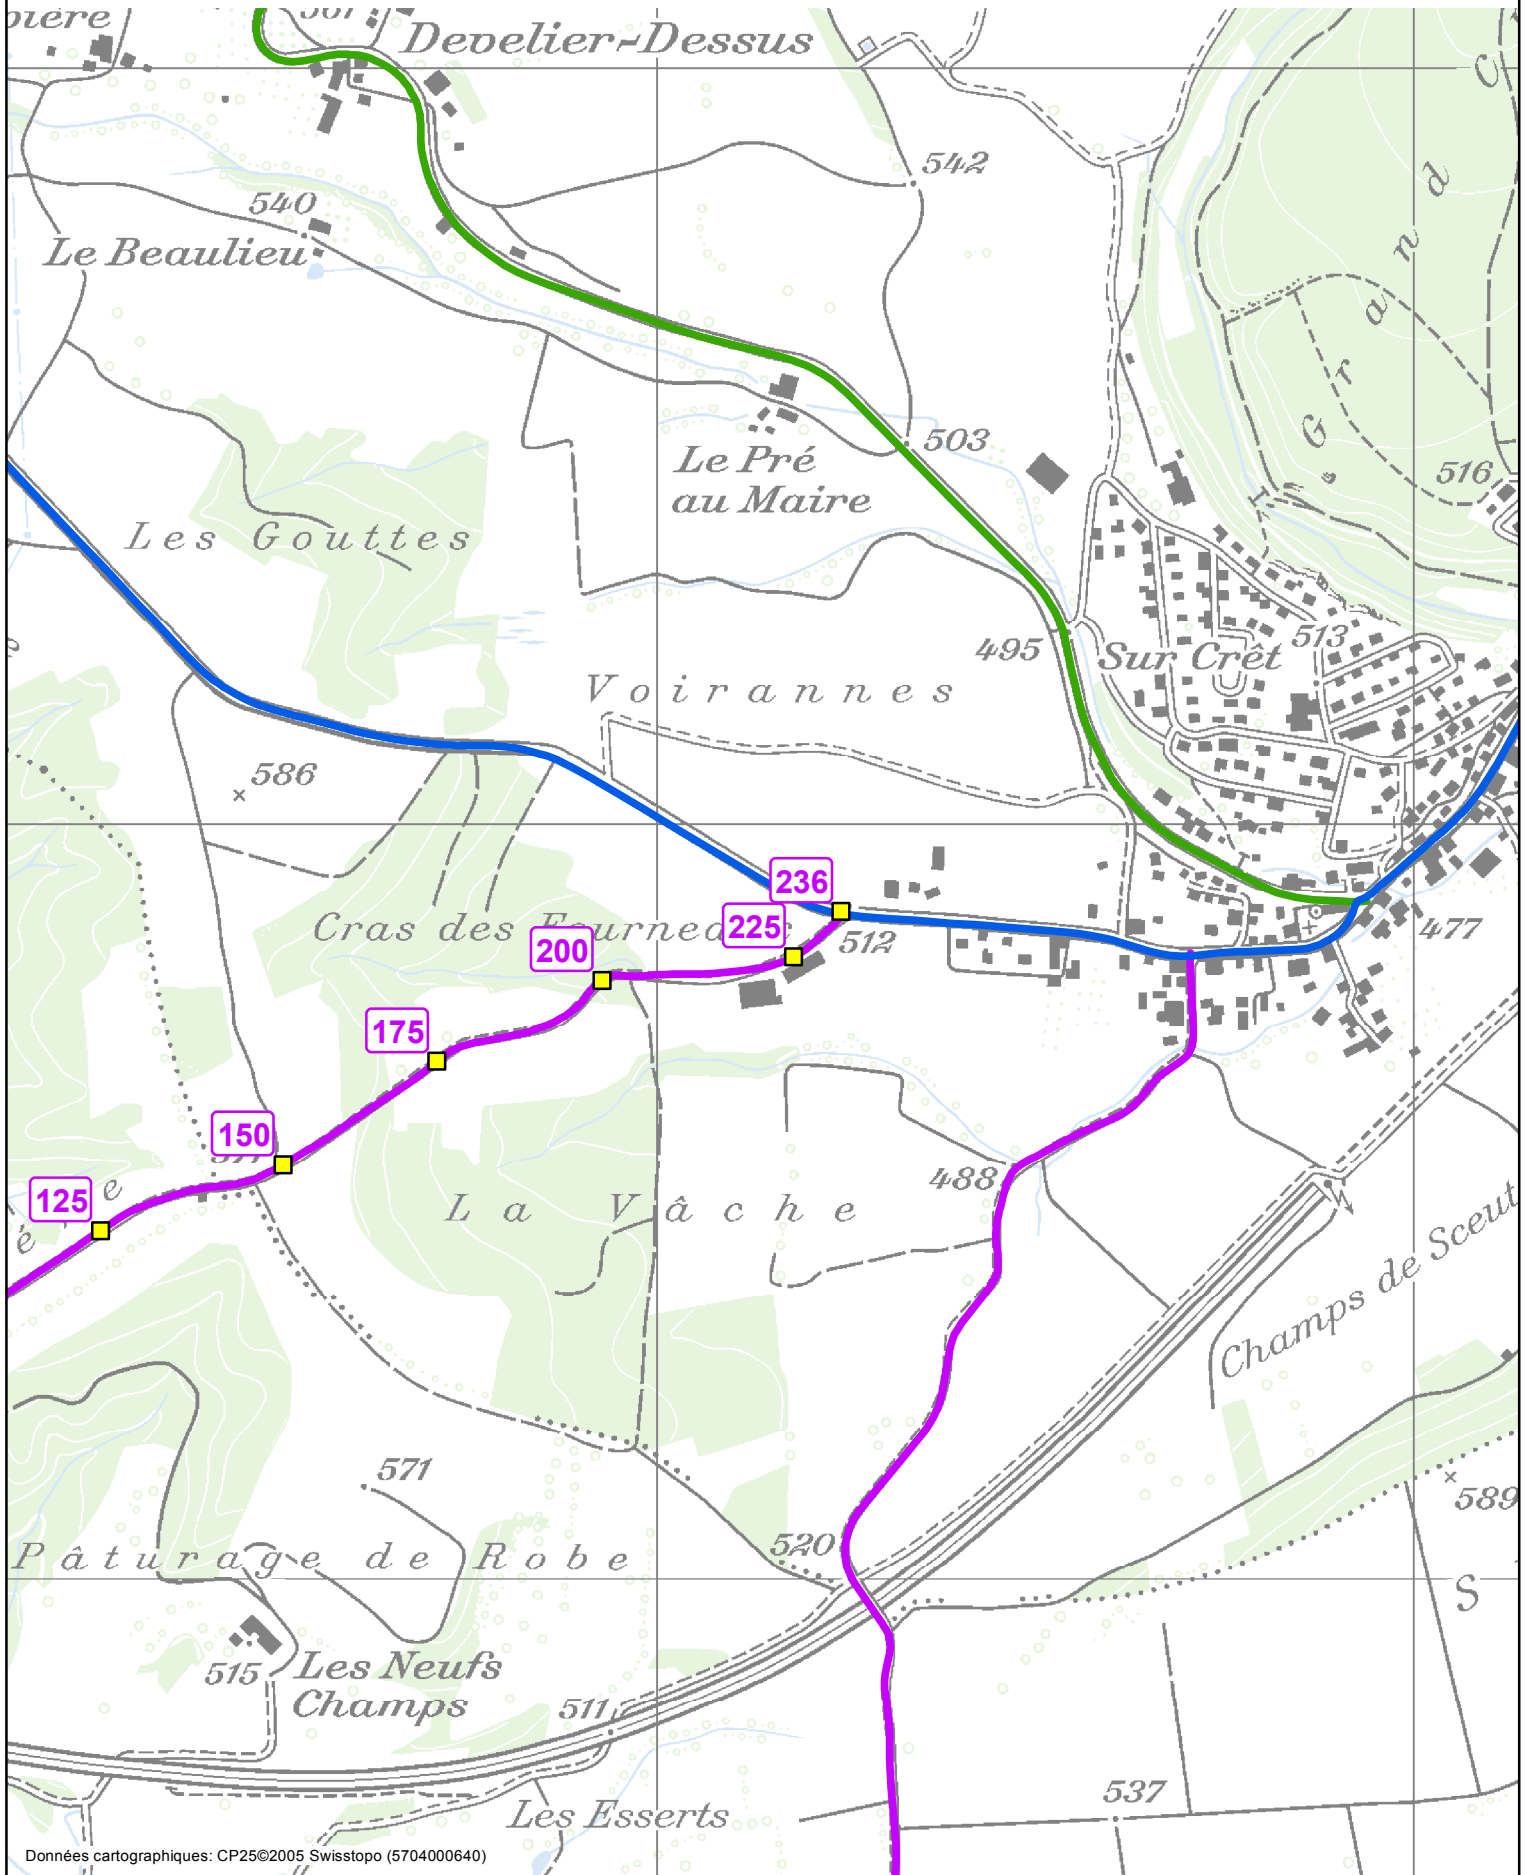 Develier-Dessus
542
540
Le Beaulieu
503
Le Pré
au Maire
516
Grand
Les Gouttes
495
Sur Crêt
513
Voirannes
586
236
225
512
477
Cras des
200
175
150
125
488
La Vâche
Champs de Sceut
571
589
520
Pâturage de Robe
S
515
Les Neufs
Champs
511
537
Les Esserts
Données cartographiques: CP25©2005 Swisstopo (5704000640)